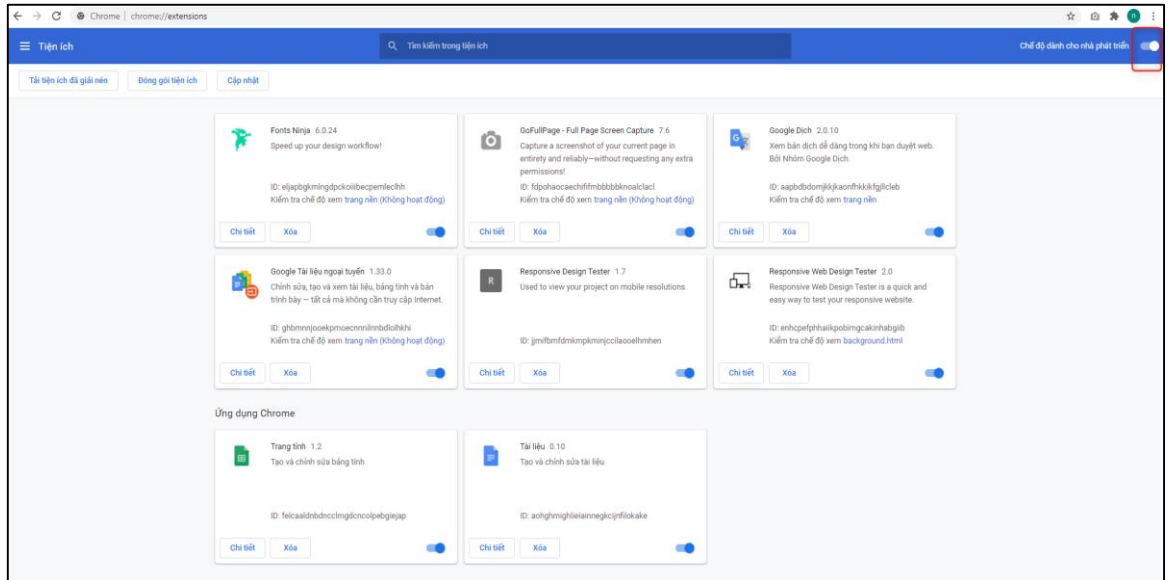 Chrome | chrome://extensions
n
Tiện ích
Tìm kiếm trong tiện ích
Chế độ dành cho nhà phát triển
Tải tiện ích đã giải nén
Đóng gói tiện ích
Cập nhật
Fonts Ninja 6.0.24
Speed up your design workflow!
ID: eljapbgkmlngdpckoiiibecpemleclhh
Kiểm tra chế độ xem trang nền (Không hoạt động)
Chi tiết
Xóa
GoFullPage - Full Page Screen Capture 7.6
Capture a screenshot of your current page in
entirety and reliably—without requesting any extra
permissions!
ID: fdpohaocaechififmbbbbbknoalclacl
Kiểm tra chế độ xem trang nền (Không hoạt động)
Chi tiết
Xóa
Google Dịch 2.0.10
Xem bản dịch dễ dàng trong khi bạn duyệt web.
Bởi Nhóm Google Dịch.
ID: aapbdbdomjkkjkaonfhkkikfgjllcleb
Kiểm tra chế độ xem trang nền
Chi tiết
Xóa
Google Tài liệu ngoại tuyến 1.33.0
Chỉnh sửa, tạo và xem tài liệu, bảng tính và bản
trình bày — tất cả mà không cần truy cập Internet.
ID: ghbmnnjooekpmoecnnnilnnbdlolhkhi
Kiểm tra chế độ xem trang nền (Không hoạt động)
Chi tiết
Xóa
R
Responsive Design Tester 1.7
Used to view your project on mobile resolutions.
ID: jjmifbmfdmkmpkminjccilaooelhmhen
Chi tiết
Xóa
Responsive Web Design Tester 2.0
Responsive Web Design Tester is a quick and
easy way to test your responsive website.
ID: enhcpefphhaiikpobimgcakinhabgiib
Kiểm tra chế độ xem background.html
Chi tiết
Xóa
Ứng dụng Chrome
Trang tính 1.2
Tạo và chỉnh sửa bảng tính
ID: felcaaldnbdncclmgdcncolpebgiejap
Chi tiết
Xóa
Tài liệu 0.10
Tạo và chỉnh sửa tài liệu
ID: aohghmighlieiainnegkcijnfilokake
Chi tiết
Xóa